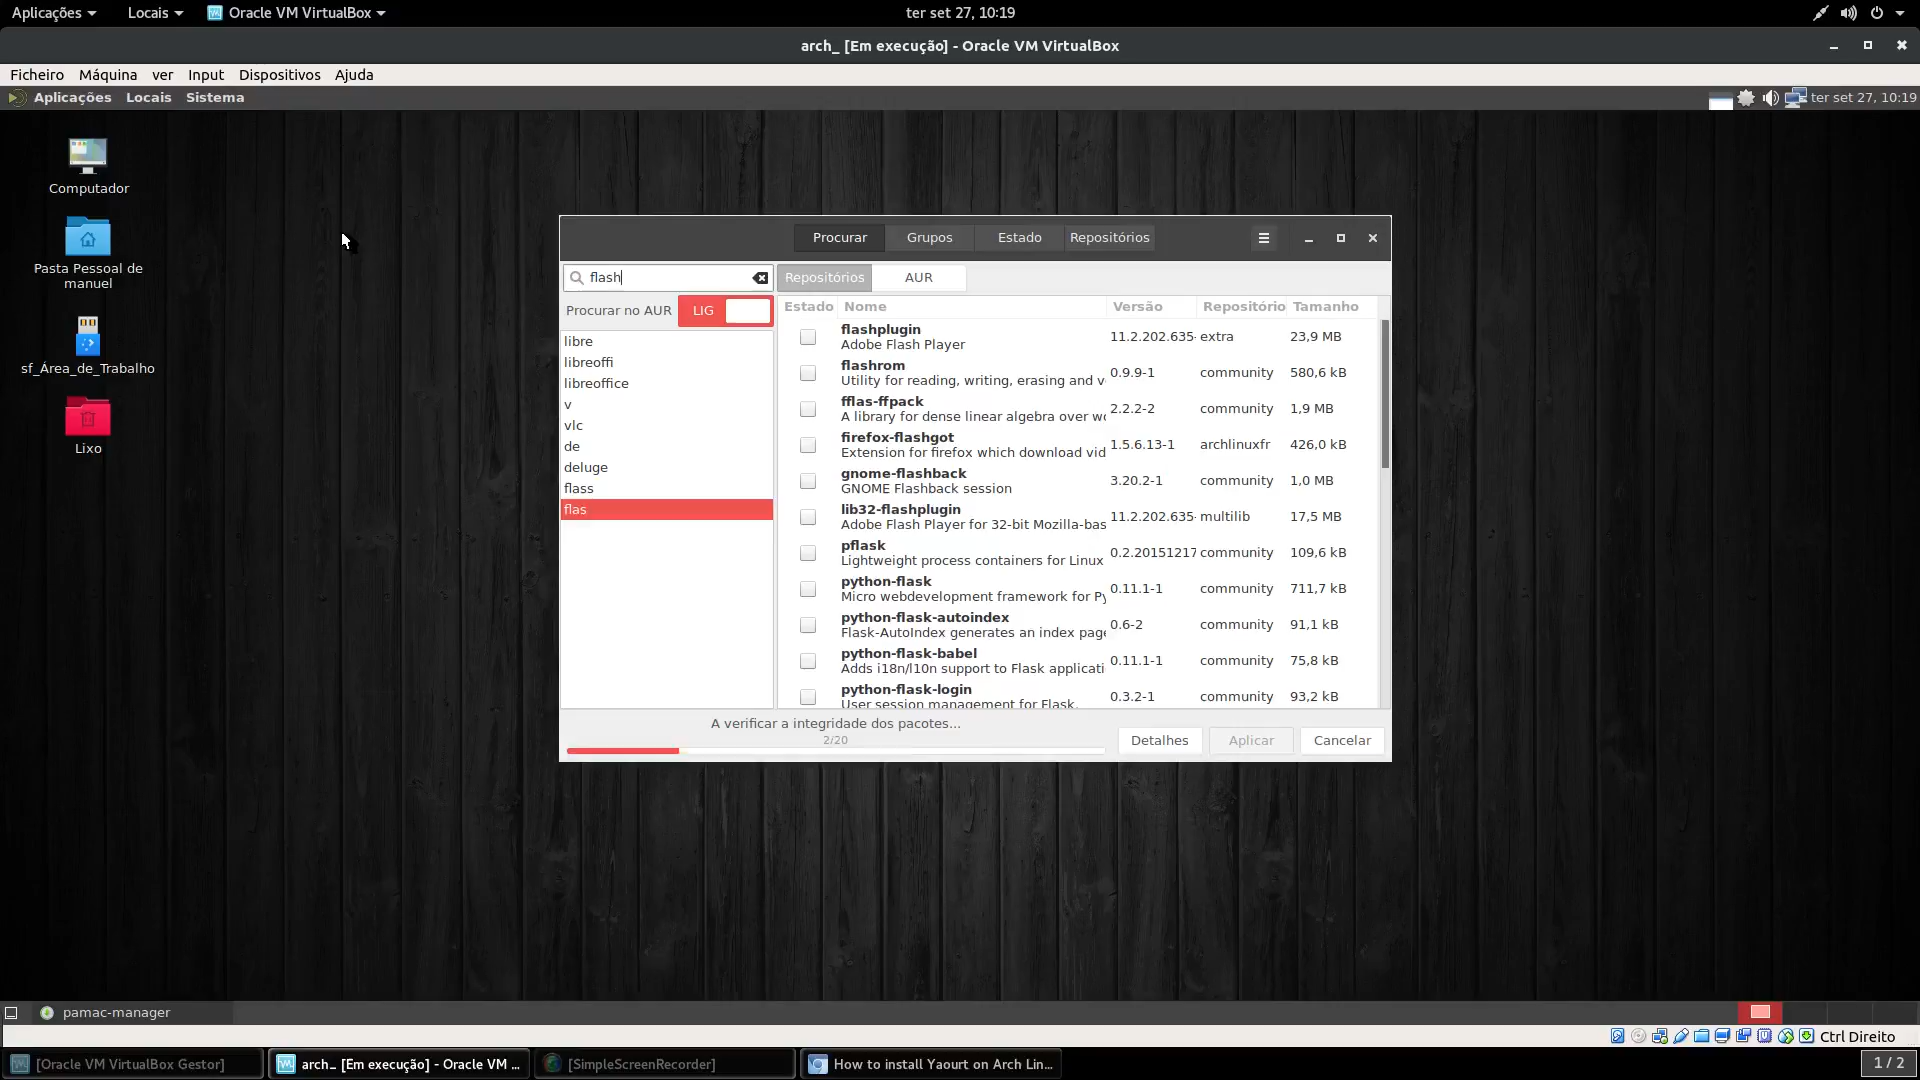 Aplicações Locais Oracle VM VirtualBox ter set 27, 10:19
arch_ [Em execução] - Oracle VM VirtualBox
Ficheiro Máquina ver Input Dispositivos Ajuda
Aplicações Locais Sistema ter set 27, 10:19
Computador
Pasta Pessoal de
manuel
sf_Área_de_Trabalho
Lixo
Procurar Grupos Estado Repositórios
flash Repositórios AUR
Procurar no AUR LIG
libre
libreoffi
libreoffice
v
vlc
de
deluge
flass
flas
Estado Nome Versão Repositório Tamanho
flashplugin
Adobe Flash Player 11.2.202.635- extra 23,9 MB
flashrom
Utility for reading, writing, erasing and v 0.9.9-1 community 580,6 kB
fflas-ffpack
A library for dense linear algebra over wo 2.2.2-2 community 1,9 MB
firefox-flashgot
Extension for firefox which download vid 1.5.6.13-1 archlinuxfr 426,0 kB
gnome-flashback
GNOME Flashback session 3.20.2-1 community 1,0 MB
lib32-flashplugin
Adobe Flash Player for 32-bit Mozilla-bas 11.2.202.635- multilib 17,5 MB
pflask
Lightweight process containers for Linux 0.2.20151217 community 109,6 kB
python-flask
Micro webdevelopment framework for Py 0.11.1-1 community 711,7 kB
python-flask-autoindex
Flask-AutoIndex generates an index page 0.6-2 community 91,1 kB
python-flask-babel
Adds i18n/l10n support to Flask applicati 0.11.1-1 community 75,8 kB
python-flask-login
User session management for Flask. 0.3.2-1 community 93,2 kB
A verificar a integridade dos pacotes...
2/20
Detalhes Aplicar Cancelar
pamac-manager
Ctrl Direito
[Oracle VM VirtualBox Gestor] arch_ [Em execução] - Oracle VM ... [SimpleScreenRecorder] How to install Yaourt on Arch Lin... 1 / 2